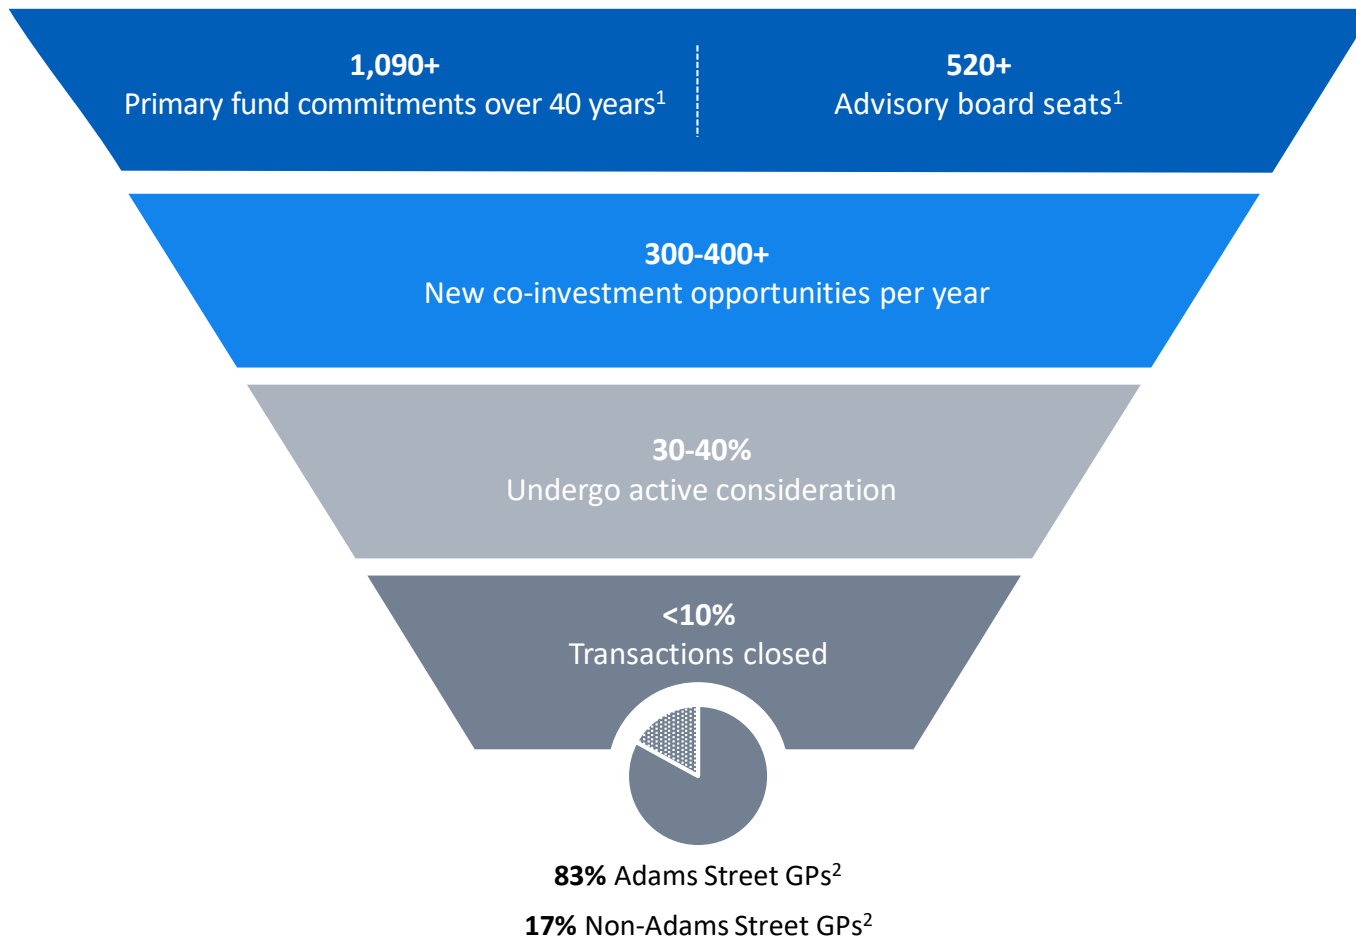 1,090+
Primary fund commitments over 40 years¹
520+
Advisory board seats¹
300-400+
New co-investment opportunities per year
30-40%
Undergo active consideration
<10%
Transactions closed
83% Adams Street GPs²
17% Non-Adams Street GPs²